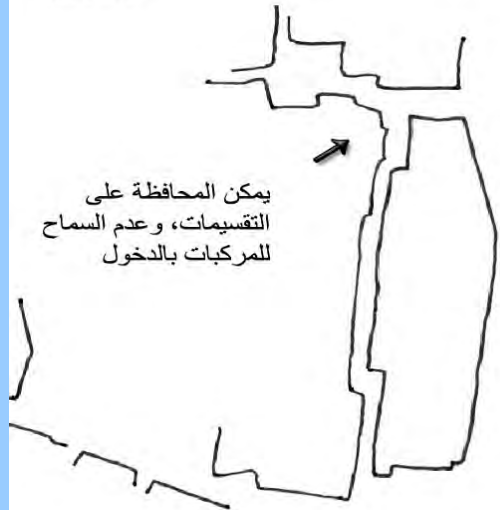 يمكن المحافظة على
التقسيمات، وعدم السماح
للمركبات بالدخول